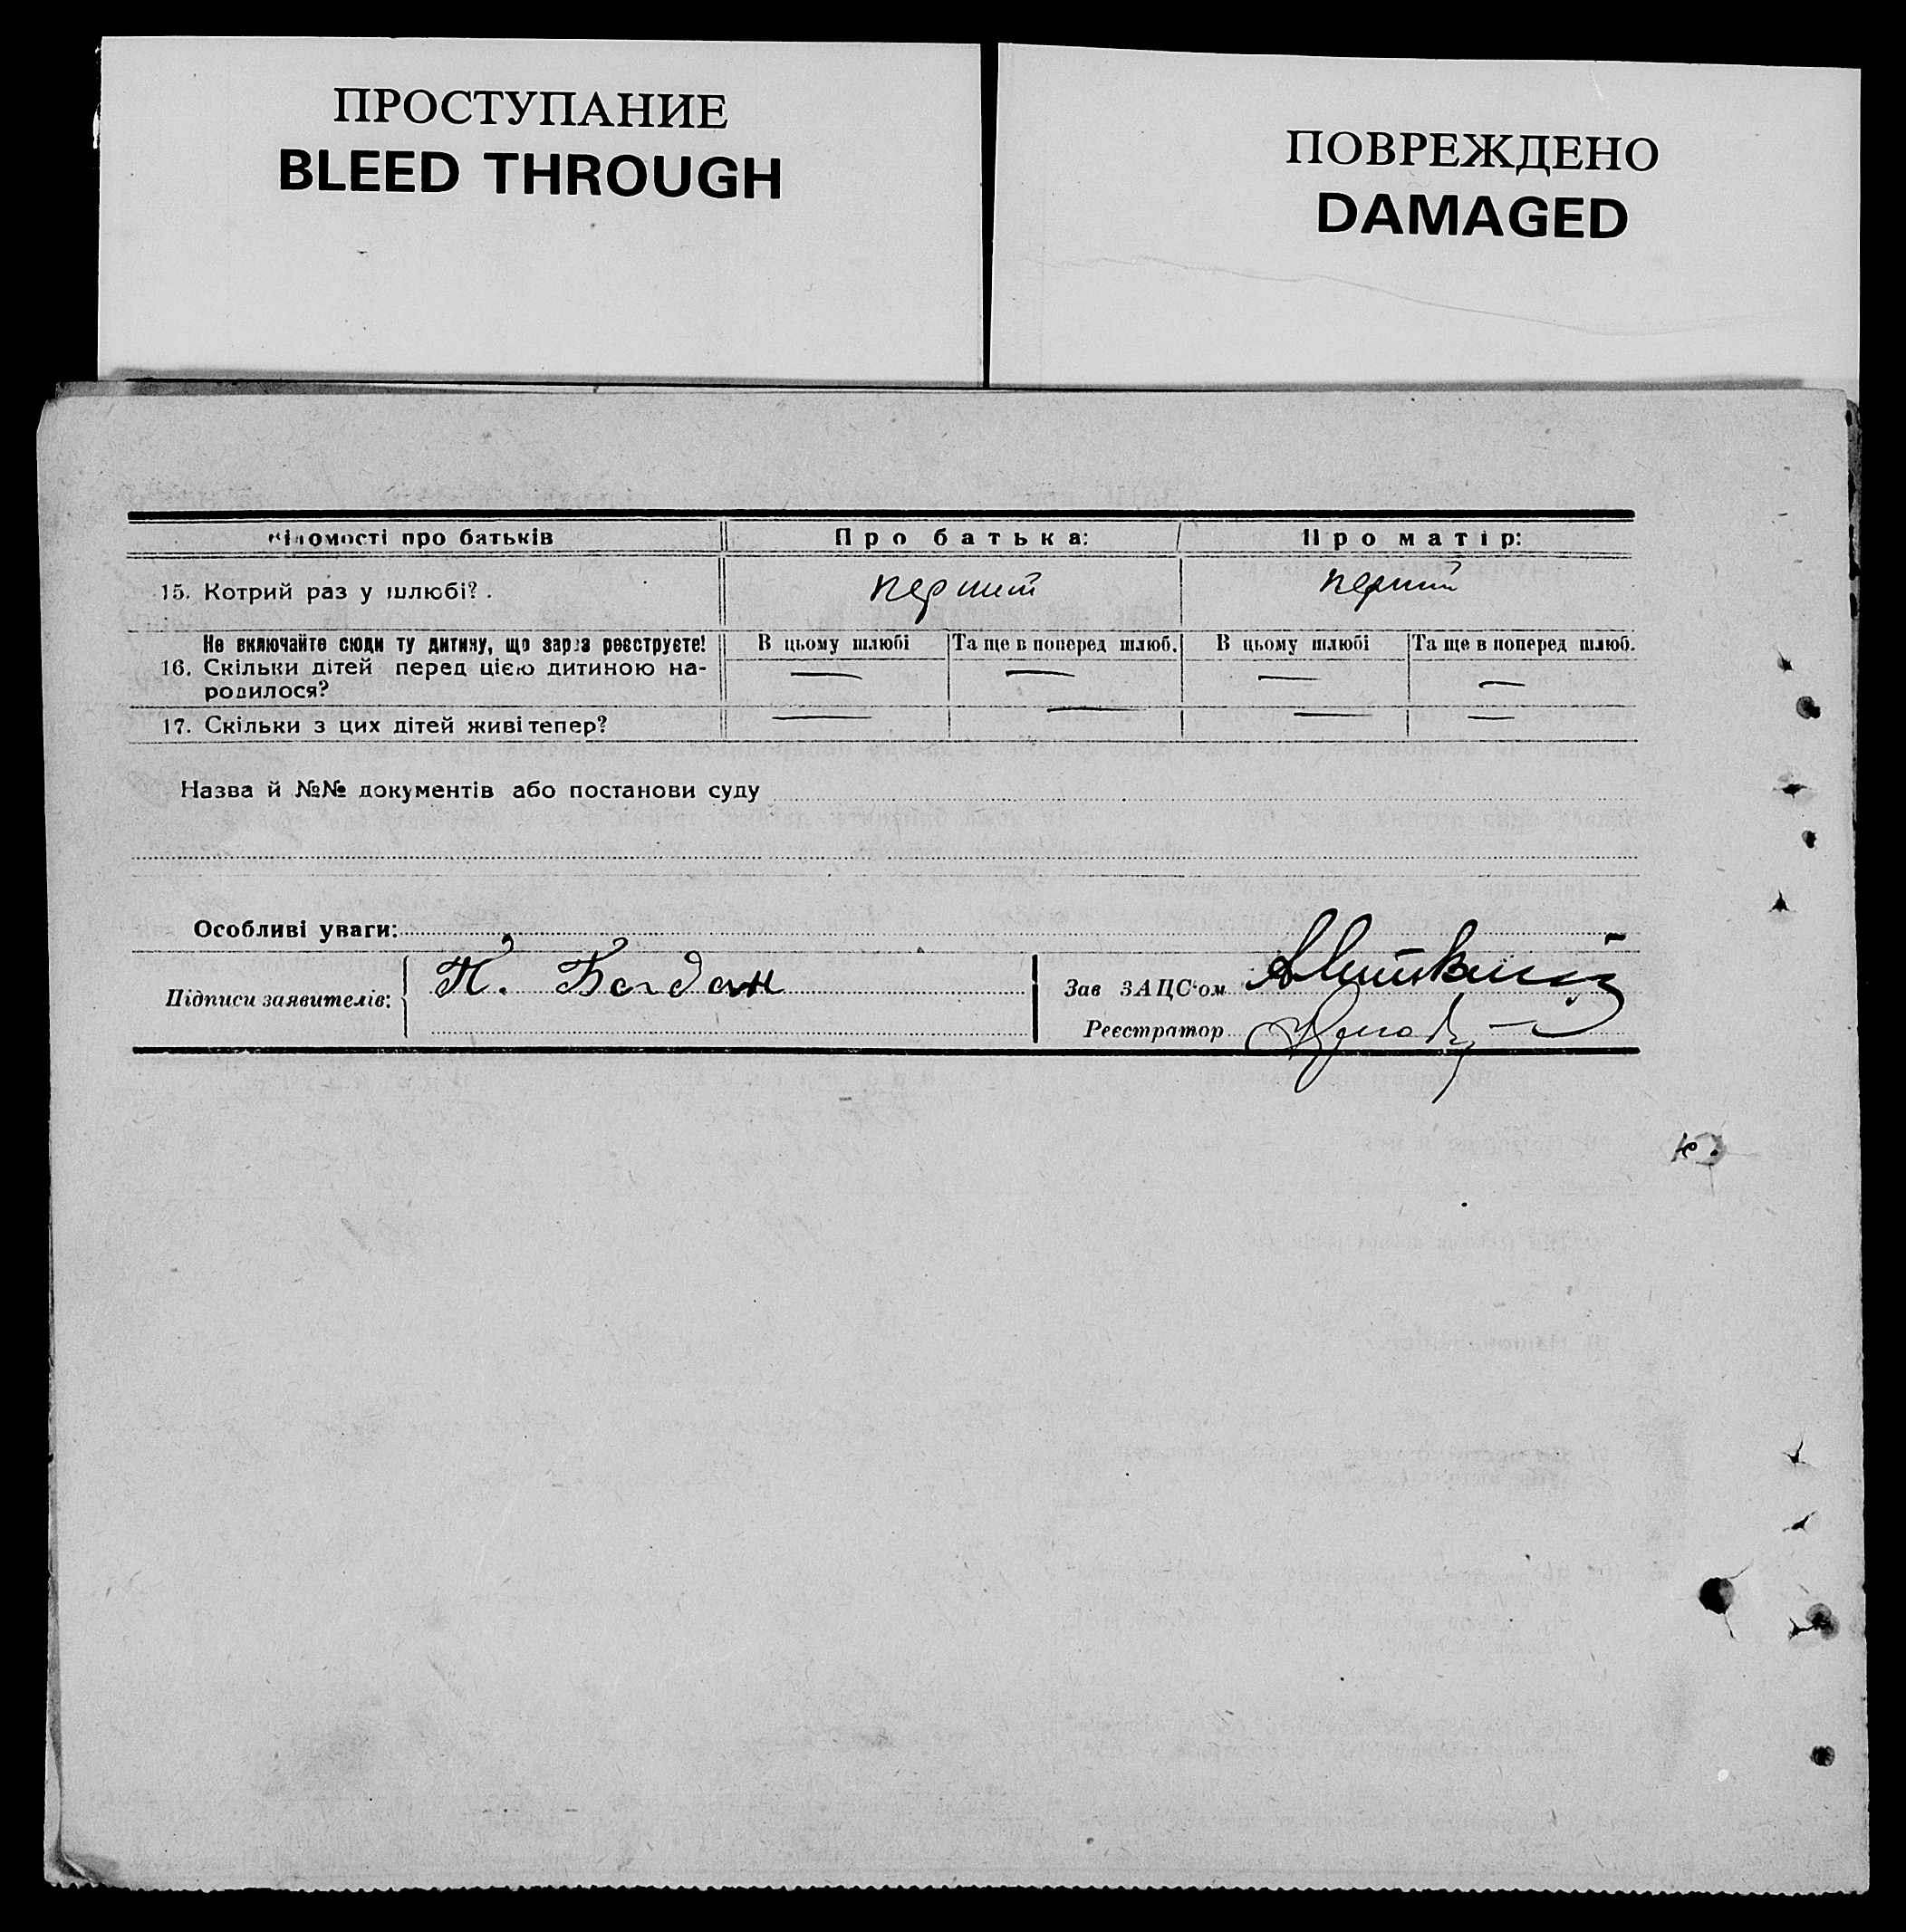 ПРОСТУПАНИЕ
BLEED THROUGH
ПОВРЕЖДЕНО
DAMAGED
Відомості про батьків Про батька: Про матір:
15. Котрий раз у шлюбі? . перший перший
Не включайте сюди ту дитину, що зараз реєструєте! В цьому шлюбі Та ще в поперед шлюб. В цьому шлюбі Та ще в поперед шлюб.
16. Скільки дітей перед цією дитиною на- — — — —
родилося?
17. Скільки з цих дітей живі тепер? — — — —
Назва й №№ документів або постанови суду
Особливі уваги:
Підписи заявителів: К. Богдан Зав ЗАЦС'ом
Реєстратор